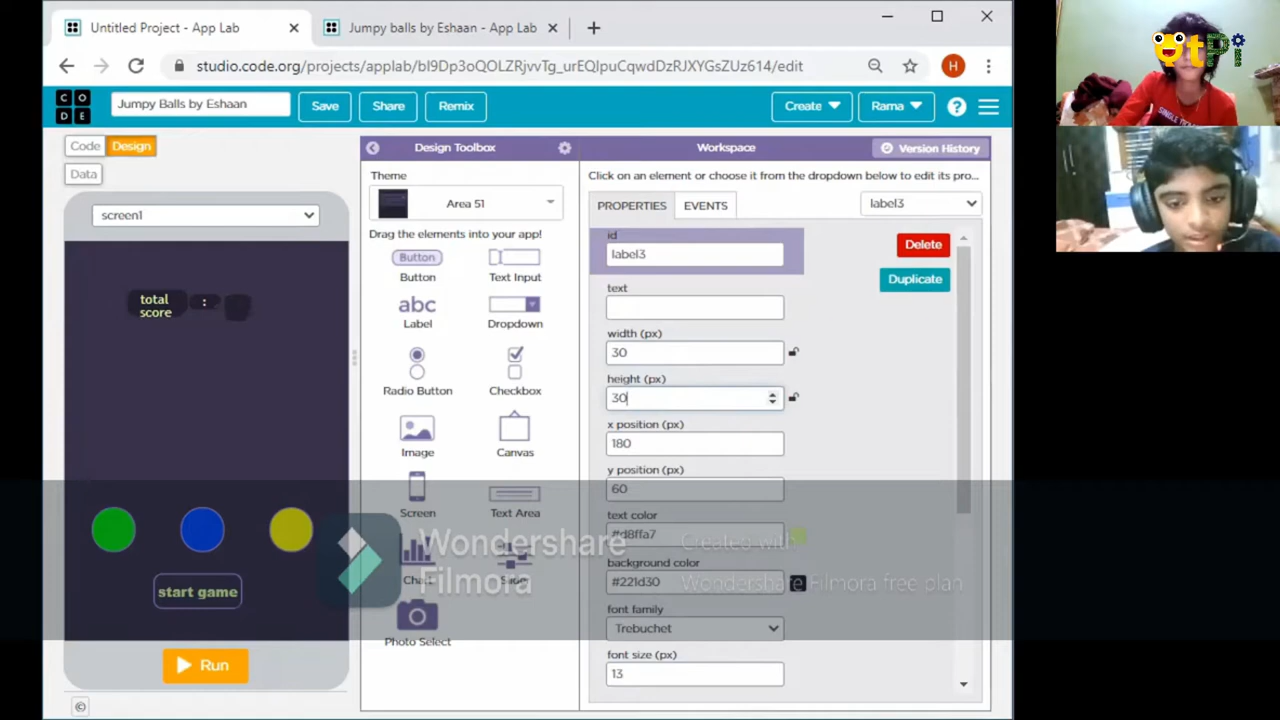 Untitled Project - App Lab
Jumpy balls by Eshaan - App Lab
studio.code.org/projects/applab/bI9Dp3OcOLZRjvvTg_urEQIpuCqwdDzRJXYGsZUz614/edit
H
CODE
Jumpy Balls by Eshaan
Save
Share
Remix
Create
Rama
?
Code
Design
Data
screen1
total
score
:
start game
Run
©
Design Toolbox
Theme
Area 51
Drag the elements into your app!
Button
Button
Text Input
abc
Label
Dropdown
Radio Button
Checkbox
Image
Canvas
Screen
Text Area
Photo Select
Workspace
Version History
Click on an element or choose it from the dropdown below to edit its pro...
PROPERTIES
EVENTS
label3
id
label3
Delete
Duplicate
text
width (px)
30
height (px)
30
x position (px)
180
y position (px)
60
text color
#d8ffa7
background color
#221d30
font family
Trebuchet
font size (px)
13
Wondershare
Filmora
Created with
Wondershare Filmora free plan